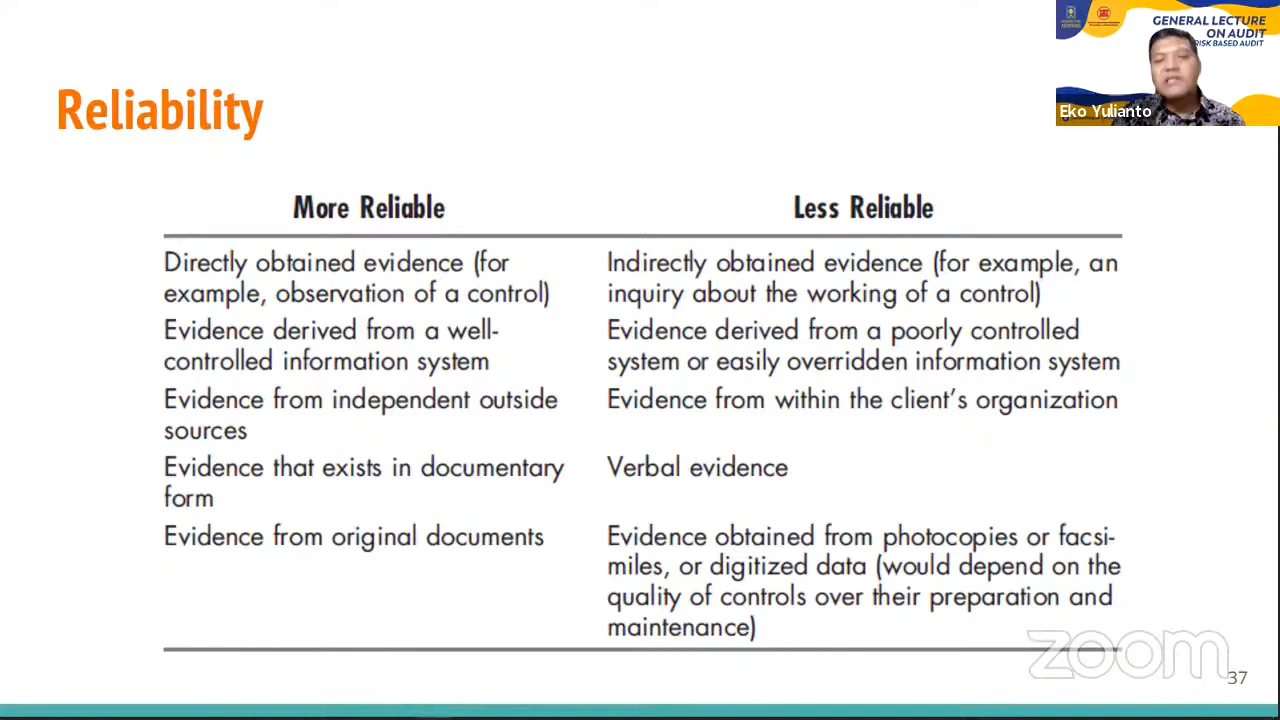 GENERAL LECTURE
ON AUDIT
RISK BASED AUDIT
Eko Yulianto
Reliability
More Reliable
Less Reliable
Directly obtained evidence (for
example, observation of a control)
Indirectly obtained evidence (for example, an
inquiry about the working of a control)
Evidence derived from a well-
controlled information system
Evidence derived from a poorly controlled
system or easily overridden information system
Evidence from independent outside
sources
Evidence from within the client's organization
Evidence that exists in documentary
form
Verbal evidence
Evidence from original documents
Evidence obtained from photocopies or facsi-
miles, or digitized data (would depend on the
quality of controls over their preparation and
maintenance)
zoom
37